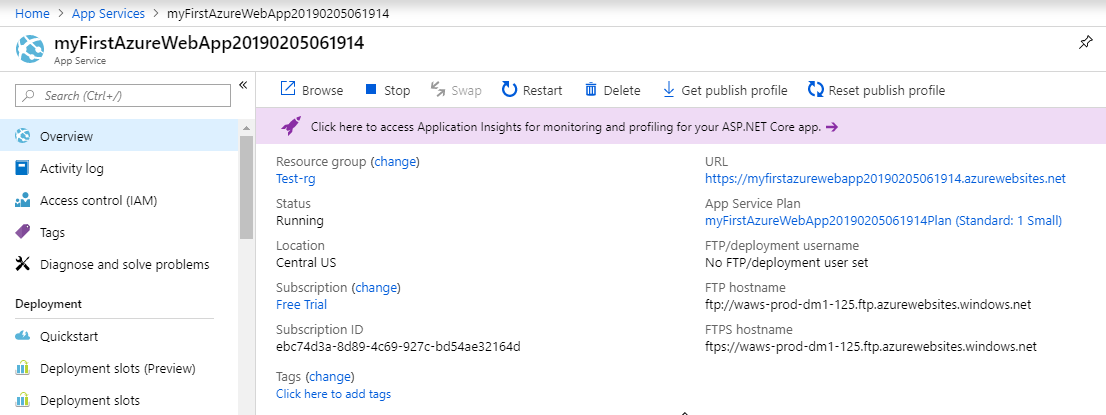 Home > App Services > myFirstAzureWebApp20190205061914
myFirstAzureWebApp20190205061914
App Service
Search (Ctrl+/)
«
Overview
Activity log
Access control (IAM)
Tags
Diagnose and solve problems
Deployment
Quickstart
Deployment slots (Preview)
Deployment slots
Browse Stop Swap Restart Delete Get publish profile Reset publish profile
Click here to access Application Insights for monitoring and profiling for your ASP.NET Core app. →
Resource group (change)
Test-rg
Status
Running
Location
Central US
Subscription (change)
Free Trial
Subscription ID
ebc74d3a-8d89-4c69-927c-bd54ae32164d
Tags (change)
Click here to add tags
URL
https://myfirstazurewebapp20190205061914.azurewebsites.net
App Service Plan
myFirstAzureWebApp20190205061914Plan (Standard: 1 Small)
FTP/deployment username
No FTP/deployment user set
FTP hostname
ftp://waws-prod-dm1-125.ftp.azurewebsites.windows.net
FTPS hostname
ftps://waws-prod-dm1-125.ftp.azurewebsites.windows.net